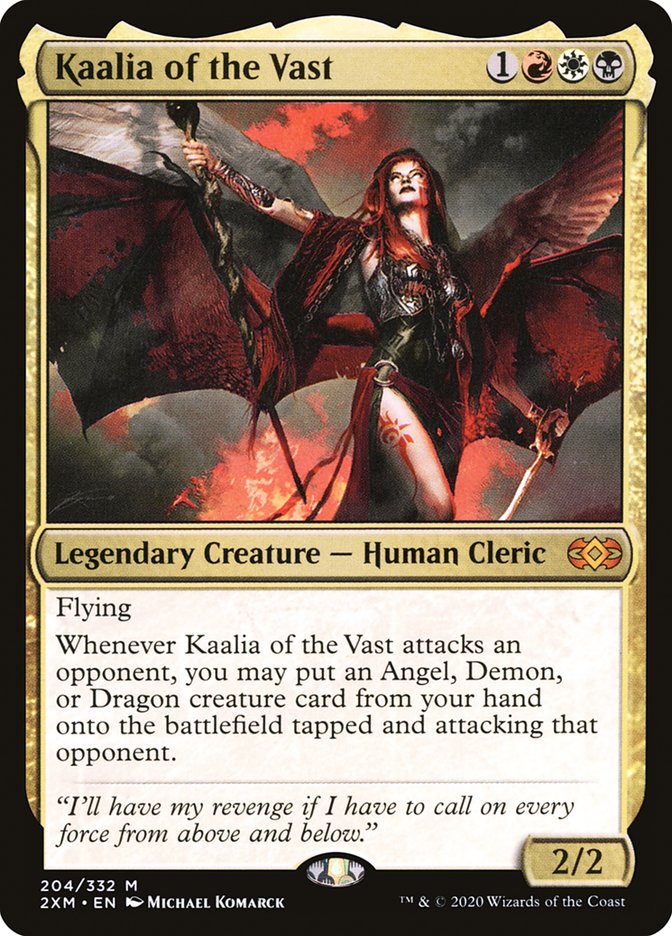 Kaalia of the Vast 1
Legendary Creature — Human Cleric
Flying
Whenever Kaalia of the Vast attacks an
opponent, you may put an Angel, Demon,
or Dragon creature card from your hand
onto the battlefield tapped and attacking that
opponent.
“I’ll have my revenge if I have to call on every
force from above and below.”
2/2
204/332 M
2XM • EN Michael Komarck
™ & © 2020 Wizards of the Coast